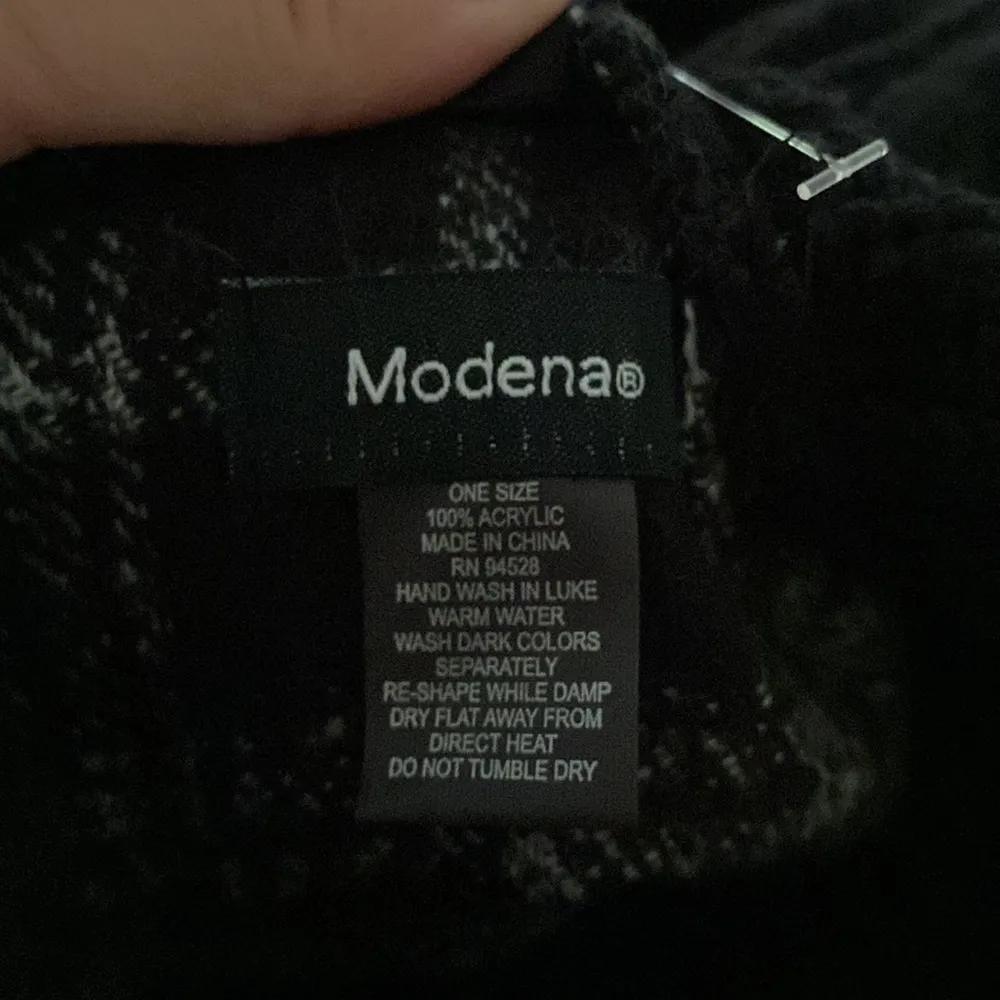 Modena®
ONE SIZE
100% ACRYLIC
MADE IN CHINA
RN 94528
HAND WASH IN LUKE
WARM WATER
WASH DARK COLORS
SEPARATELY
RE-SHAPE WHILE DAMP
DRY FLAT AWAY FROM
DIRECT HEAT
DO NOT TUMBLE DRY